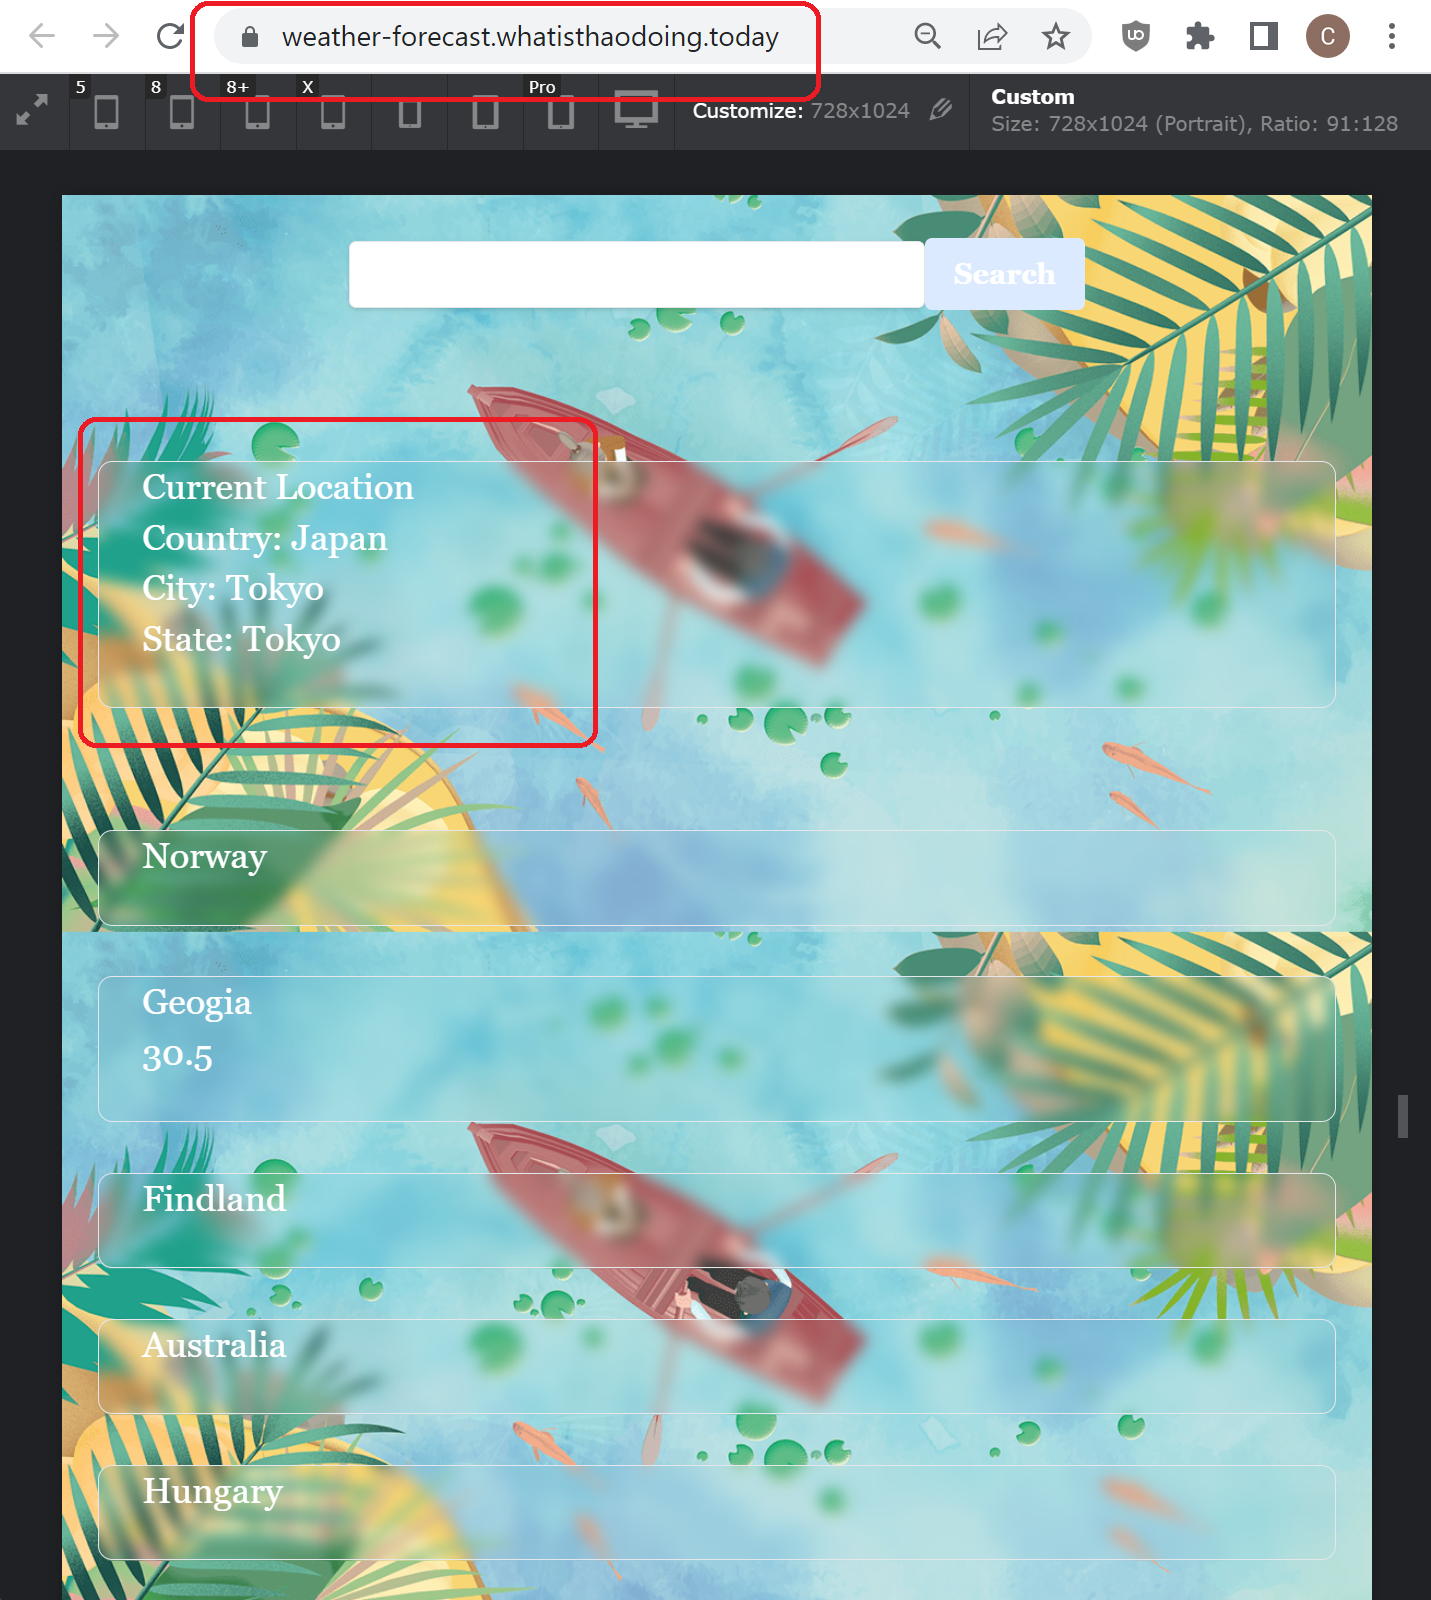 weather-forecast.whatisthaodoing.today
C
5
8
8+
X
Pro
Customize: 728x1024
Custom
Size: 728x1024 (Portrait), Ratio: 91:128
Search
Current Location
Country: Japan
City: Tokyo
State: Tokyo
Norway
Geogia
30.5
Findland
Australia
Hungary